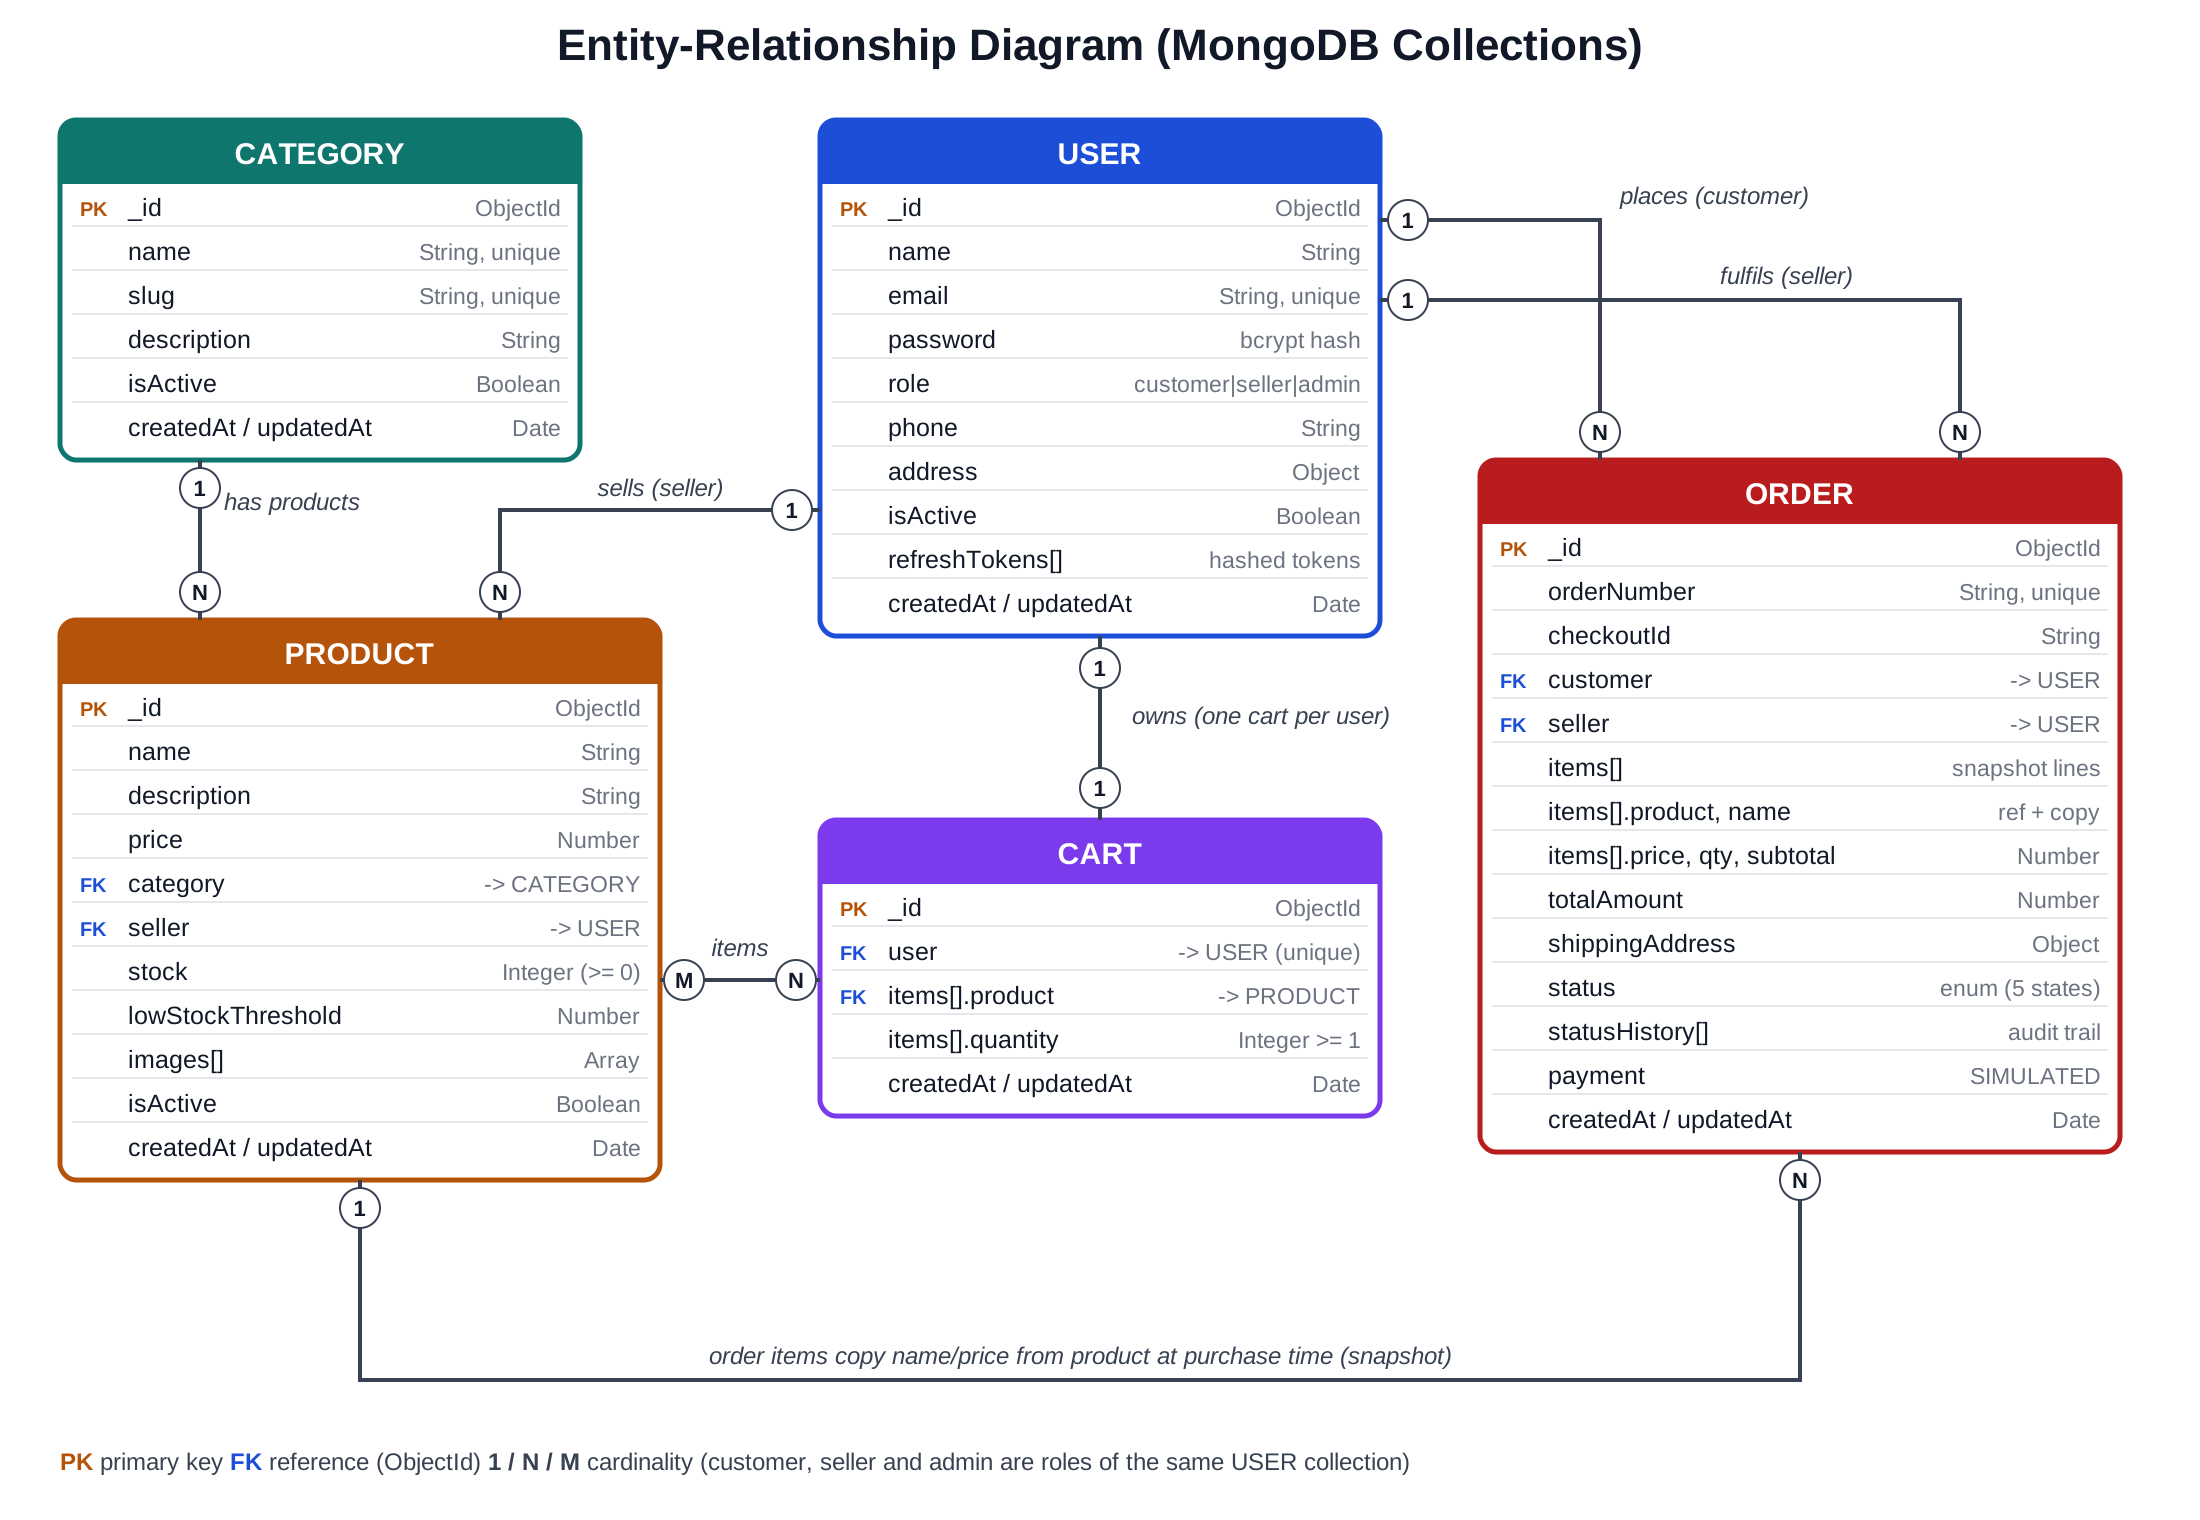 Entity-Relationship Diagram (MongoDB Collections)
CATEGORY
PK _id ObjectId
name String, unique
slug String, unique
description String
isActive Boolean
createdAt / updatedAt Date
USER
PK _id ObjectId
name String
email String, unique
password bcrypt hash
role customer|seller|admin
phone String
address Object
isActive Boolean
refreshTokens[] hashed tokens
createdAt / updatedAt Date
1
places (customer)
1
fulfils (seller)
N
N
1
has products
N
sells (seller)
1
N
ORDER
PK _id ObjectId
orderNumber String, unique
checkoutId String
FK customer -> USER
FK seller -> USER
items[] snapshot lines
items[].product, name ref + copy
items[].price, qty, subtotal Number
totalAmount Number
shippingAddress Object
status enum (5 states)
statusHistory[] audit trail
payment SIMULATED
createdAt / updatedAt Date
PRODUCT
PK _id ObjectId
name String
description String
price Number
FK category -> CATEGORY
FK seller -> USER
stock Integer (>= 0)
lowStockThreshold Number
images[] Array
isActive Boolean
createdAt / updatedAt Date
1
owns (one cart per user)
1
CART
PK _id ObjectId
FK user -> USER (unique)
FK items[].product -> PRODUCT
items[].quantity Integer >= 1
createdAt / updatedAt Date
items
M
N
1
N
order items copy name/price from product at purchase time (snapshot)
PK primary key FK reference (ObjectId) 1 / N / M cardinality (customer, seller and admin are roles of the same USER collection)